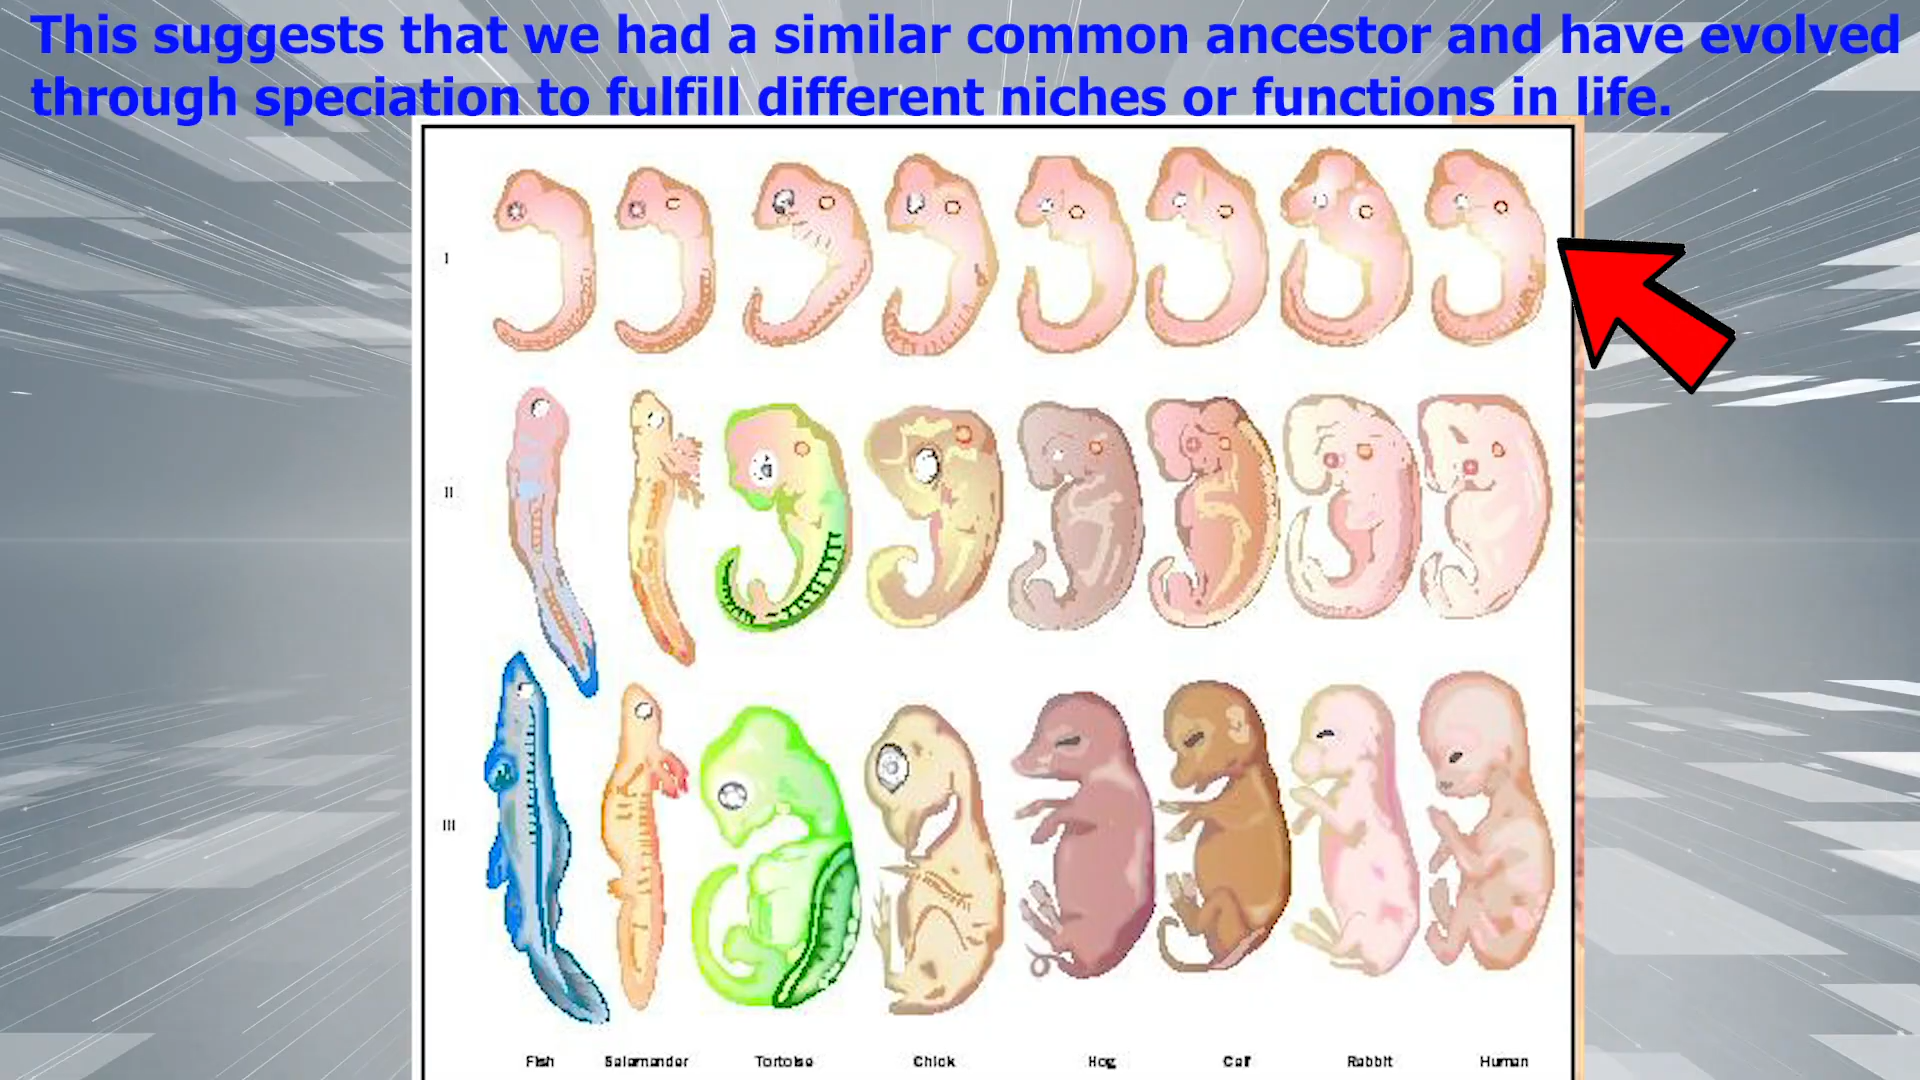 This suggests that we had a similar common ancestor and have evolved
through speciation to fulfill different niches or functions in life.
I
II
III
Fish Salamander Tortoise Chick Hog Calf Rabbit Human